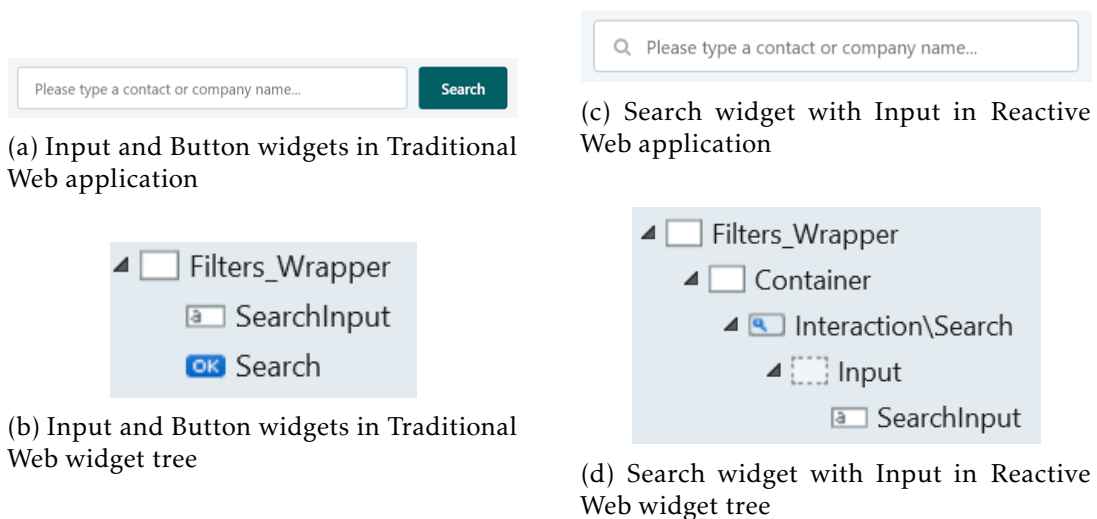 Please type a contact or company name...
Search
(a) Input and Button widgets in Traditional
Web application
Filters_Wrapper
a SearchInput
OK Search
(b) Input and Button widgets in Traditional
Web widget tree
Please type a contact or company name...
(c) Search widget with Input in Reactive
Web application
Filters_Wrapper
Container
Interaction\Search
Input
a SearchInput
(d) Search widget with Input in Reactive
Web widget tree